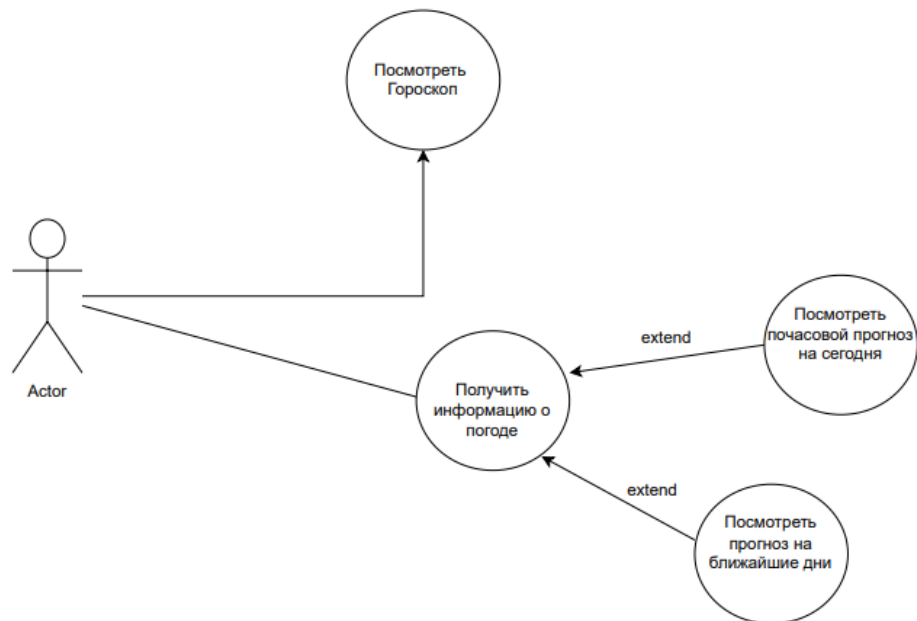 Посмотреть
Гороскоп
Actor
Получить
информацию о
погоде
extend
Посмотреть
почасовой прогноз
на сегодня
extend
Посмотреть
прогноз на
ближайшие дни